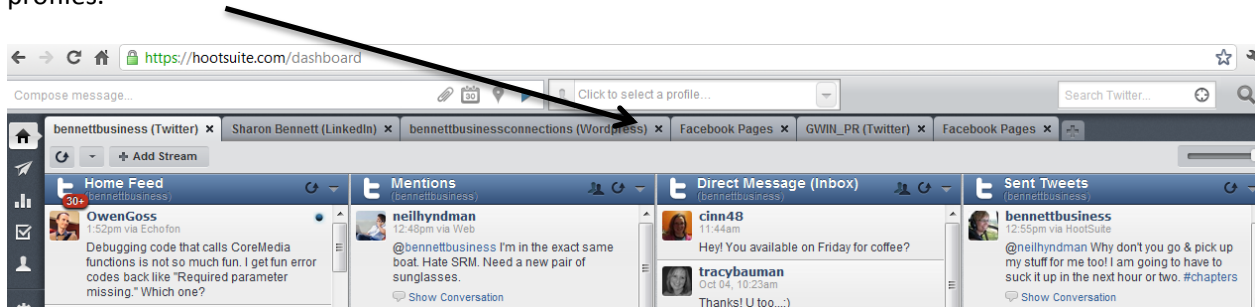 profiles.
https://hootsuite.com/dashboard
Compose message...
30
Click to select a profile...
Search Twitter...
bennettbusiness (Twitter) × Sharon Bennett (LinkedIn) × bennettbusinessconnections (Wordpress) × Facebook Pages × GWIN_PR (Twitter) × Facebook Pages ×
+ Add Stream
Home Feed
(bennettbusiness)
30+
OwenGoss
1:52pm via Echofon
Debugging code that calls CoreMedia
functions is not so much fun. I get fun error
codes back like "Required parameter
missing." Which one?
Mentions
(bennettbusiness)
neilhyndman
12:48pm via Web
@bennettbusiness I'm in the exact same
boat. Hate SRM. Need a new pair of
sunglasses.
Show Conversation
Direct Message (Inbox)
(bennettbusiness)
cinn48
11:44am
Hey! You available on Friday for coffee?
tracybauman
Oct 04, 10:23am
Thanks! U too...:)
Sent Tweets
(bennettbusiness)
bennettbusiness
12:55pm via HootSuite
@neilhyndman Why don't you go & pick up
my stuff for me too! I am going to have to
suck it up in the next hour or two. #chapters
Show Conversation